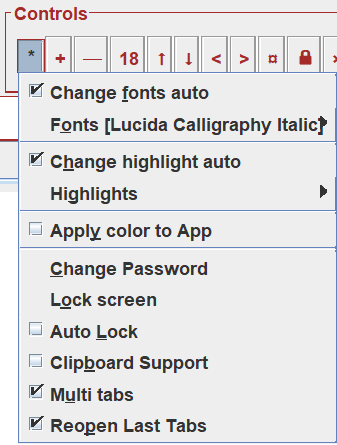 Controls
* + — 18 ↑ ↓ < > ¤
Change fonts auto
Fonts [Lucida Calligraphy Italic]
Change highlight auto
Highlights
Apply color to App
Change Password
Lock screen
Auto Lock
Clipboard Support
Multi tabs
Reopen Last Tabs